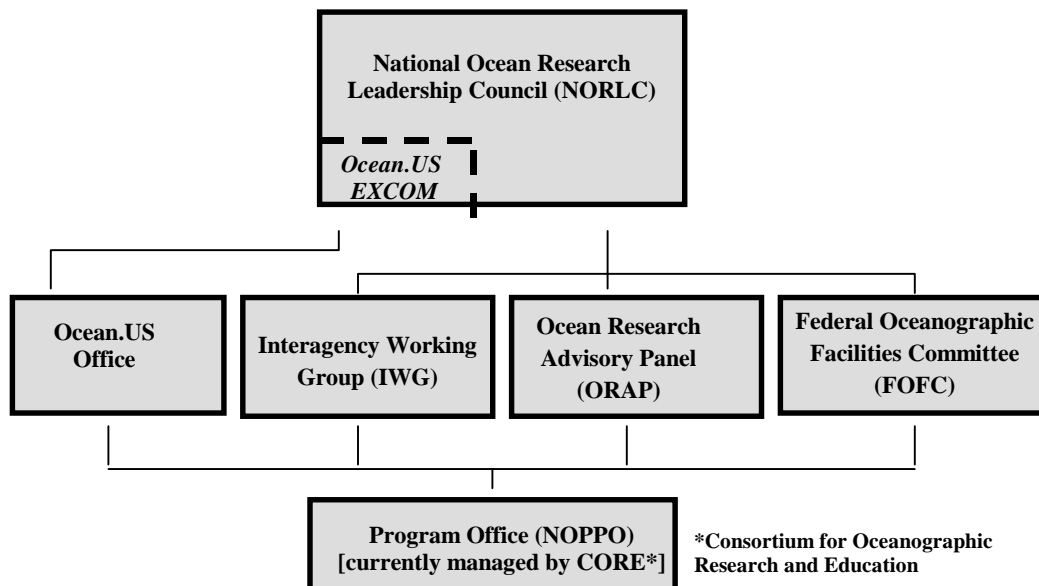 National Ocean Research
Leadership Council (NORLC)
Ocean.US
EXCOM
Ocean.US
Office
Interagency Working
Group (IWG)
Ocean Research
Advisory Panel
(ORAP)
Federal Oceanographic
Facilities Committee
(FOFC)
Program Office (NOPPO)
[currently managed by CORE*]
*Consortium for Oceanographic
Research and Education